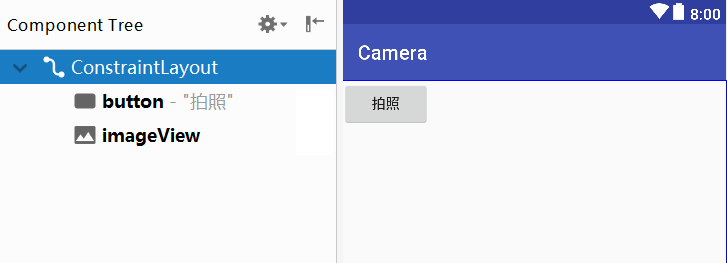 Component Tree
ConstraintLayout
button - "拍照"
imageView
8:00
Camera
拍照